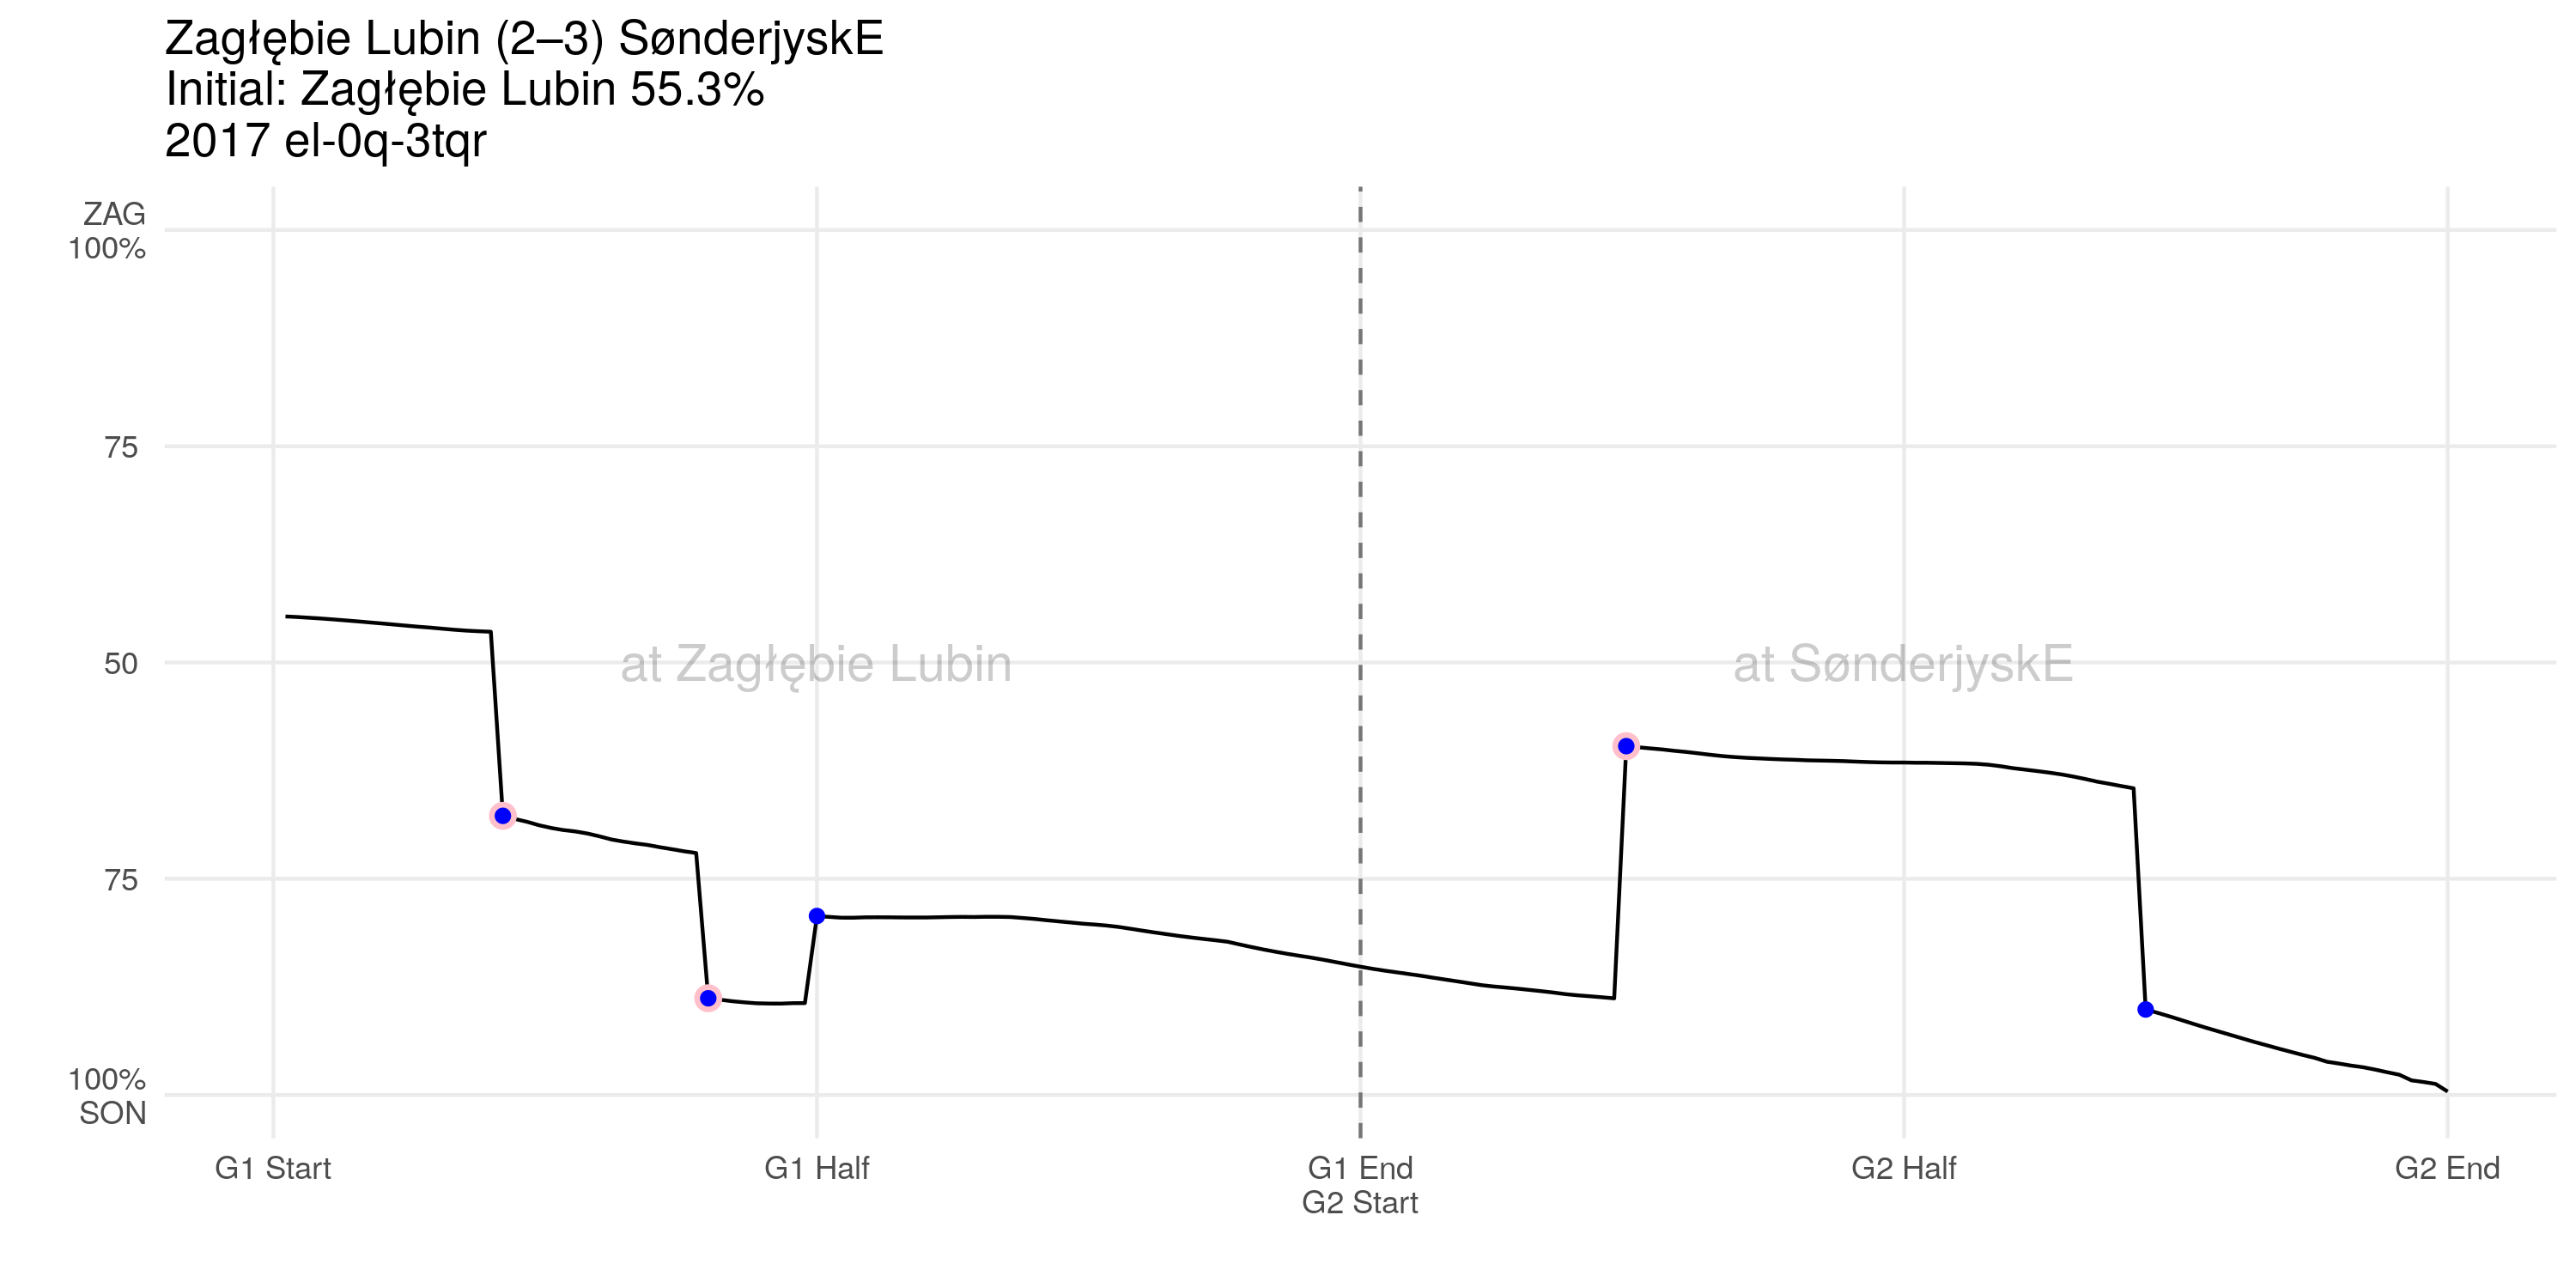 Zagłębie Lubin (2–3) SønderjyskE
Initial: Zagłębie Lubin 55.3%
2017 el-0q-3tqr
ZAG
100%
75
50
75
100%
SON
at Zagłębie Lubin
at SønderjyskE
G1 Start
G1 Half
G1 End
G2 Start
G2 Half
G2 End